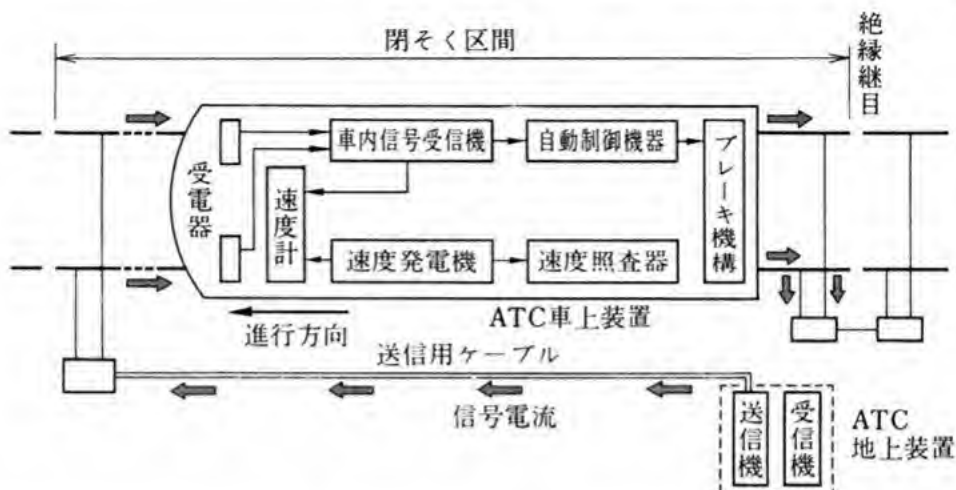 閉そく区間
絶縁継目
受電器
車内信号受信機
自動制御機器
ブレーキ機構
速度計
速度発電機
速度照査器
ATC車上装置
進行方向
送信用ケーブル
信号電流
送信機
受信機
ATC
地上装置